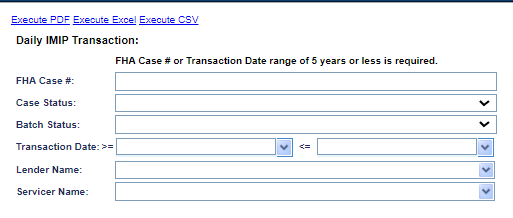 Execute PDF Execute Excel Execute CSV
Daily IMIP Transaction:
FHA Case # or Transaction Date range of 5 years or less is required.
FHA Case #:
Case Status:
Batch Status:
Transaction Date: >= <=
Lender Name:
Servicer Name: